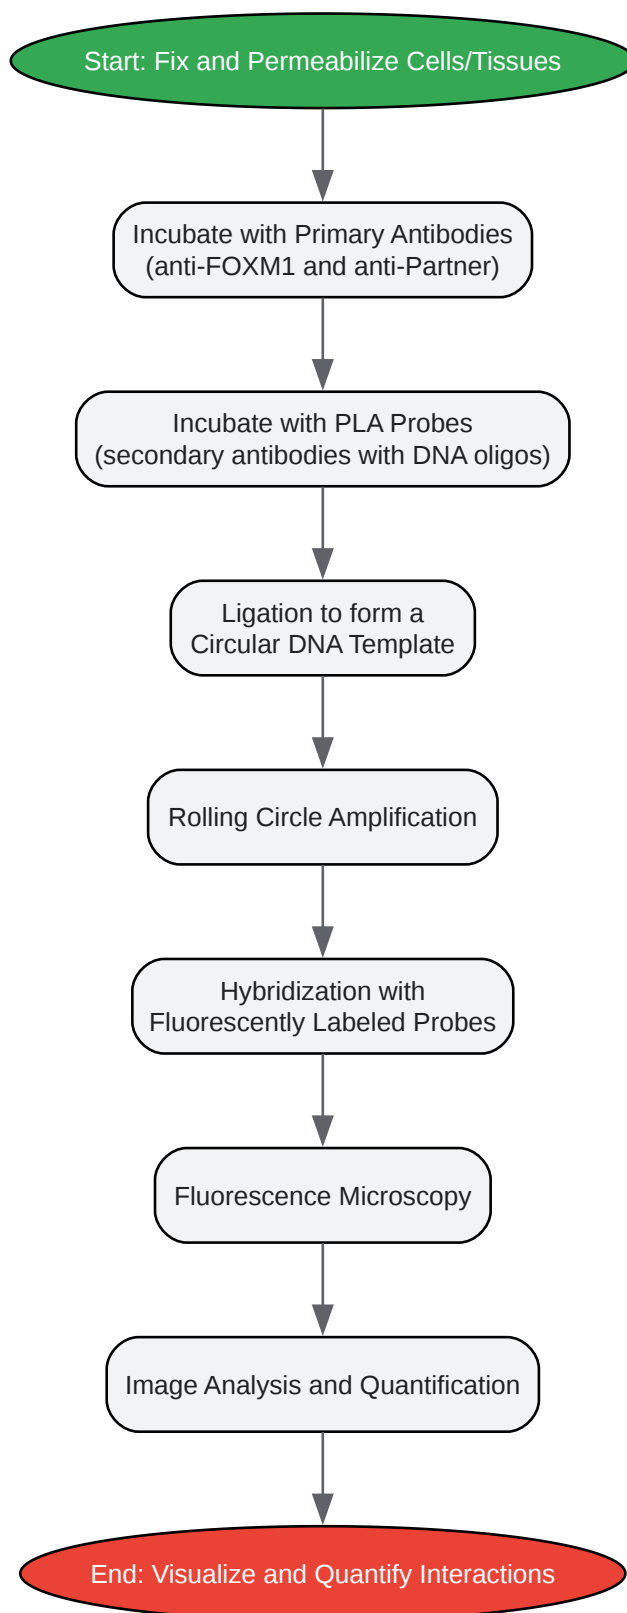 Start: Fix and Permeabilize Cells/Tissues
Incubate with Primary Antibodies
(anti-FOXM1 and anti-Partner)
Incubate with PLA Probes
(secondary antibodies with DNA oligos)
Ligation to form a
Circular DNA Template
Rolling Circle Amplification
Hybridization with
Fluorescently Labeled Probes
Fluorescence Microscopy
Image Analysis and Quantification
End: Visualize and Quantify Interactions